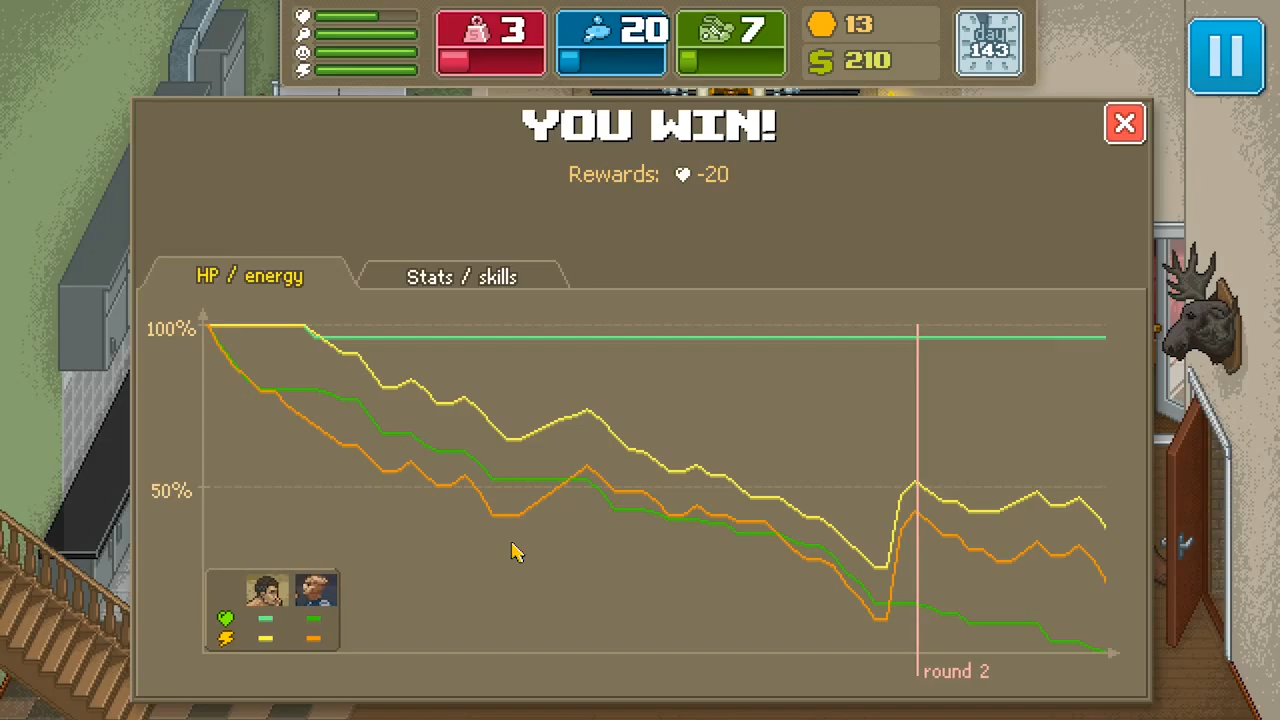 3
20
7
13
$ 210
day
143
YOU WIN!
Rewards: -20
HP / energy
Stats / skills
100%
50%
round 2